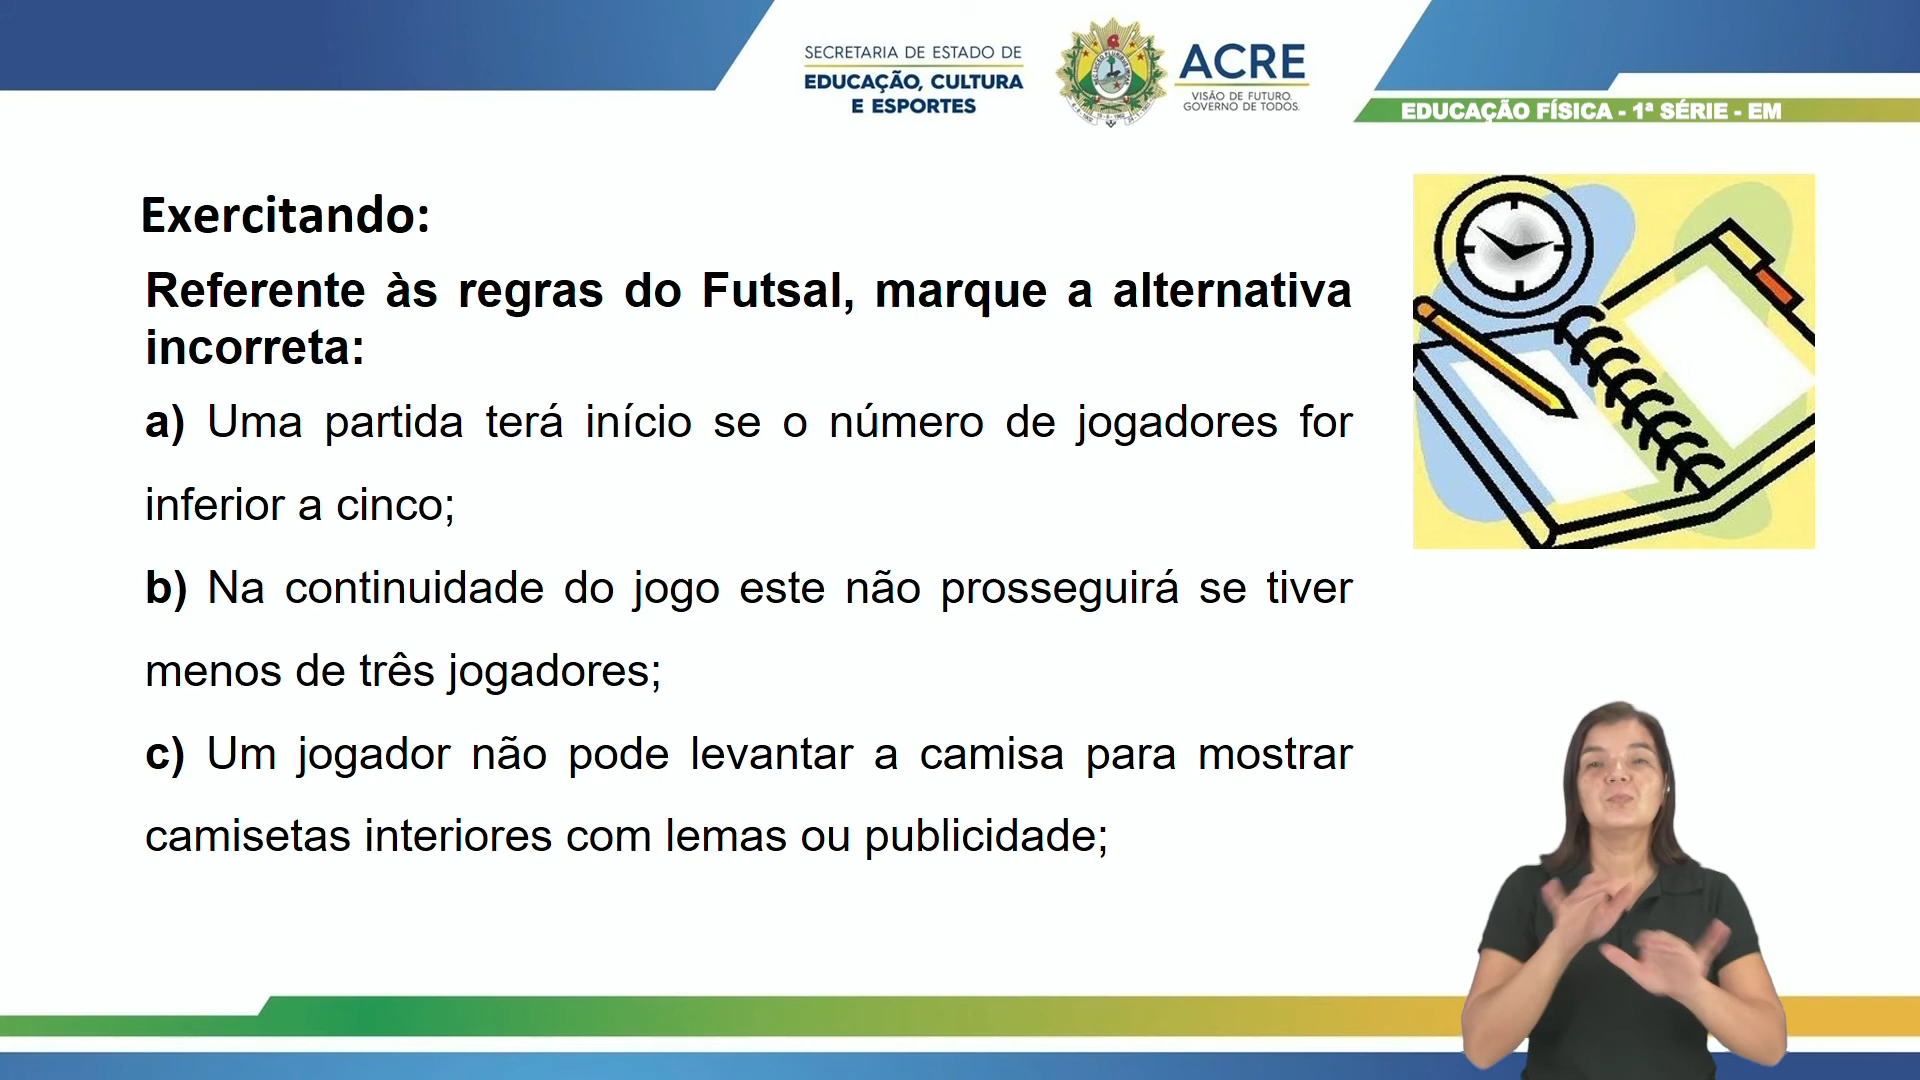 SECRETARIA DE ESTADO DE
EDUCAÇÃO, CULTURA
E ESPORTES
ACRE
VISÃO DE FUTURO.
GOVERNO DE TODOS.
EDUCAÇÃO FÍSICA - 1ª SÉRIE - EM
Exercitando:
Referente às regras do Futsal, marque a alternativa
incorreta:
a) Uma partida terá início se o número de jogadores for
inferior a cinco;
b) Na continuidade do jogo este não prosseguirá se tiver
menos de três jogadores;
c) Um jogador não pode levantar a camisa para mostrar
camisetas interiores com lemas ou publicidade;